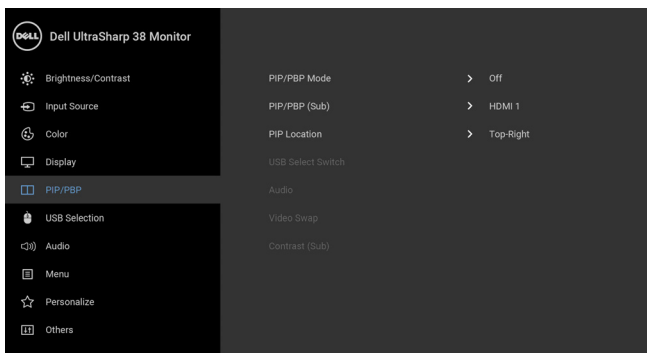 DELL Dell UltraSharp 38 Monitor
Brightness/Contrast
Input Source
Color
Display
PIP/PBP
USB Selection
Audio
Menu
Personalize
Others
PIP/PBP Mode > Off
PIP/PBP (Sub) > HDMI 1
PIP Location > Top-Right
USB Select Switch
Audio
Video Swap
Contrast (Sub)